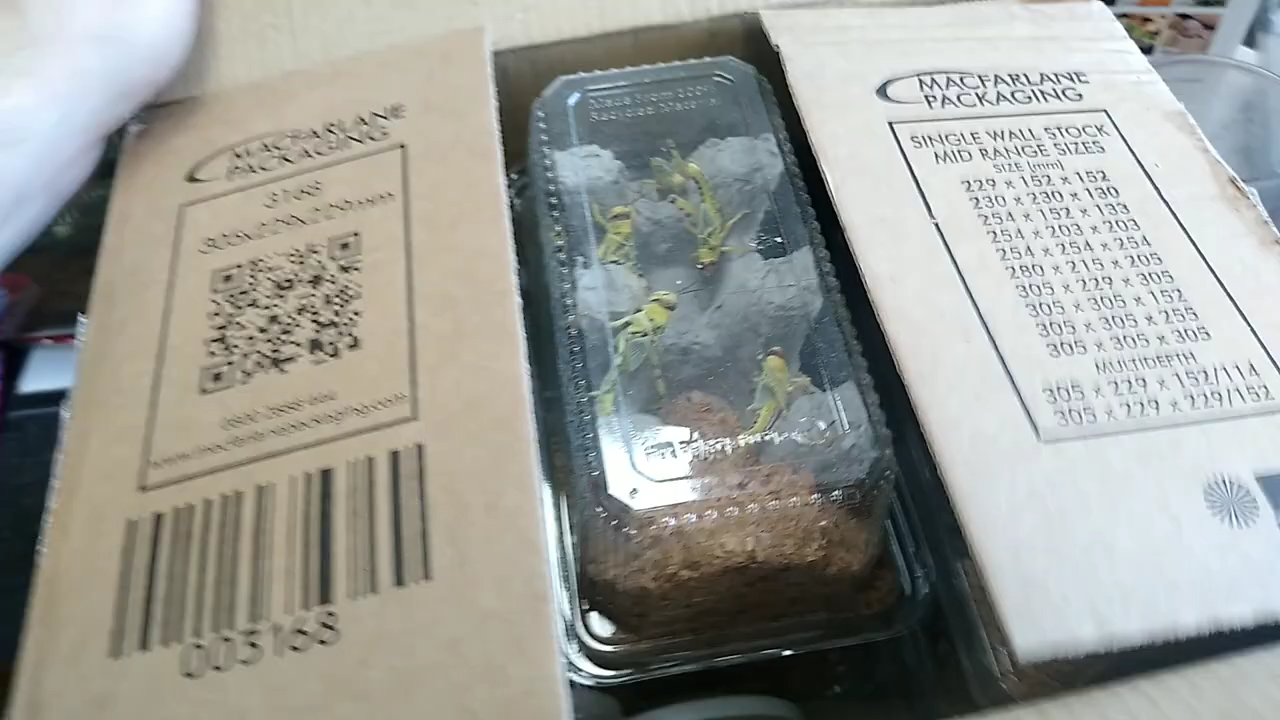 MACFARLANE
PACKAGING
3168
003168
Made From 100%
Recycled Material
MACFARLANE
PACKAGING
SINGLE WALL STOCK
MID RANGE SIZES
SIZE (mm)
229 x 152 x 152
230 x 230 x 130
254 x 152 x 133
254 x 203 x 203
254 x 254 x 254
280 x 215 x 205
305 x 229 x 305
305 x 305 x 152
305 x 305 x 255
305 x 305 x 305
MULTIDEPTH
305 x 229 x 152/114
305 x 229 x 229/152